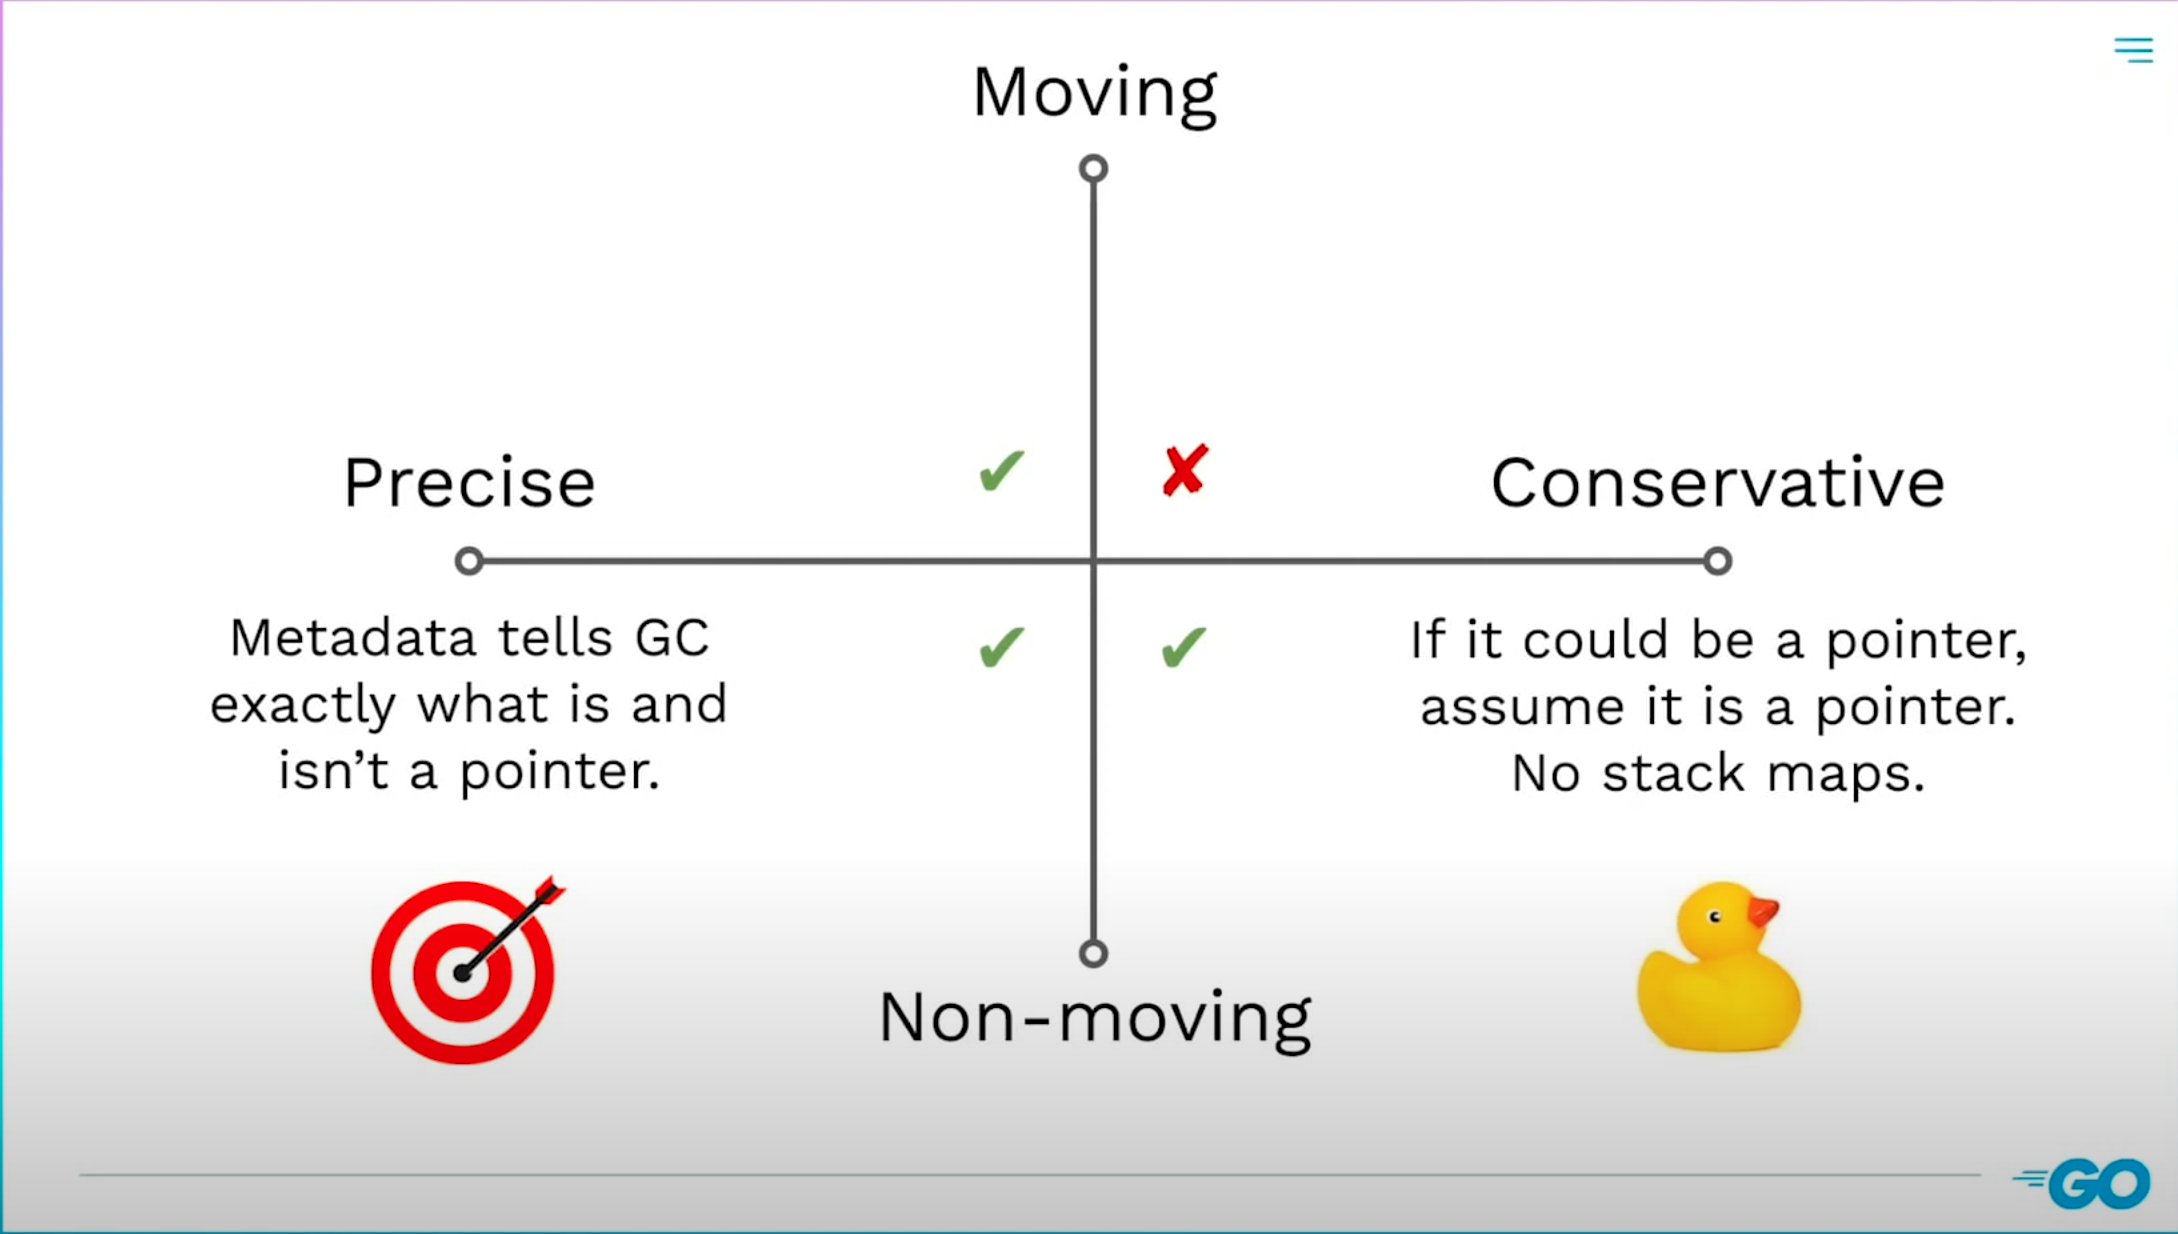 Moving
✔ ✘
Precise
Conservative
✔ ✔
Metadata tells GC
exactly what is and
isn’t a pointer.
If it could be a pointer,
assume it is a pointer.
No stack maps.
Non-moving
GO